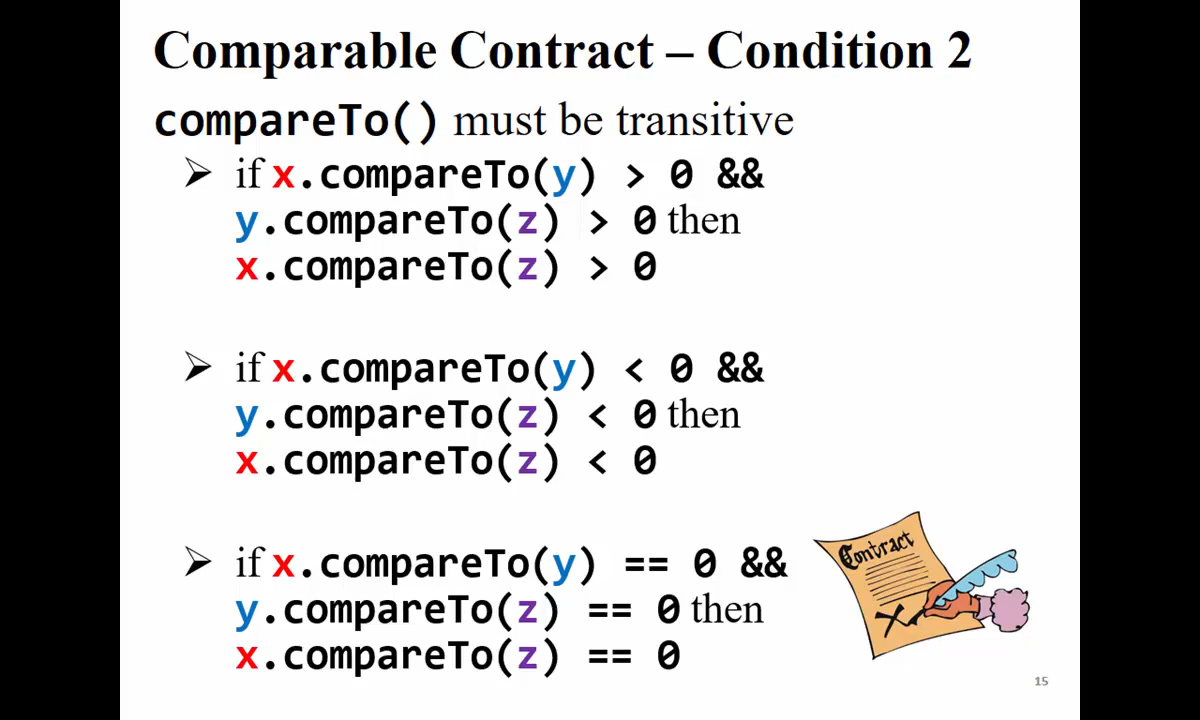 Comparable Contract – Condition 2
compareTo() must be transitive
➢ if x.compareTo(y) > 0 &&
y.compareTo(z) > 0 then
x.compareTo(z) > 0
➢ if x.compareTo(y) < 0 &&
y.compareTo(z) < 0 then
x.compareTo(z) < 0
➢ if x.compareTo(y) == 0 &&
y.compareTo(z) == 0 then
x.compareTo(z) == 0
Contract
X
15